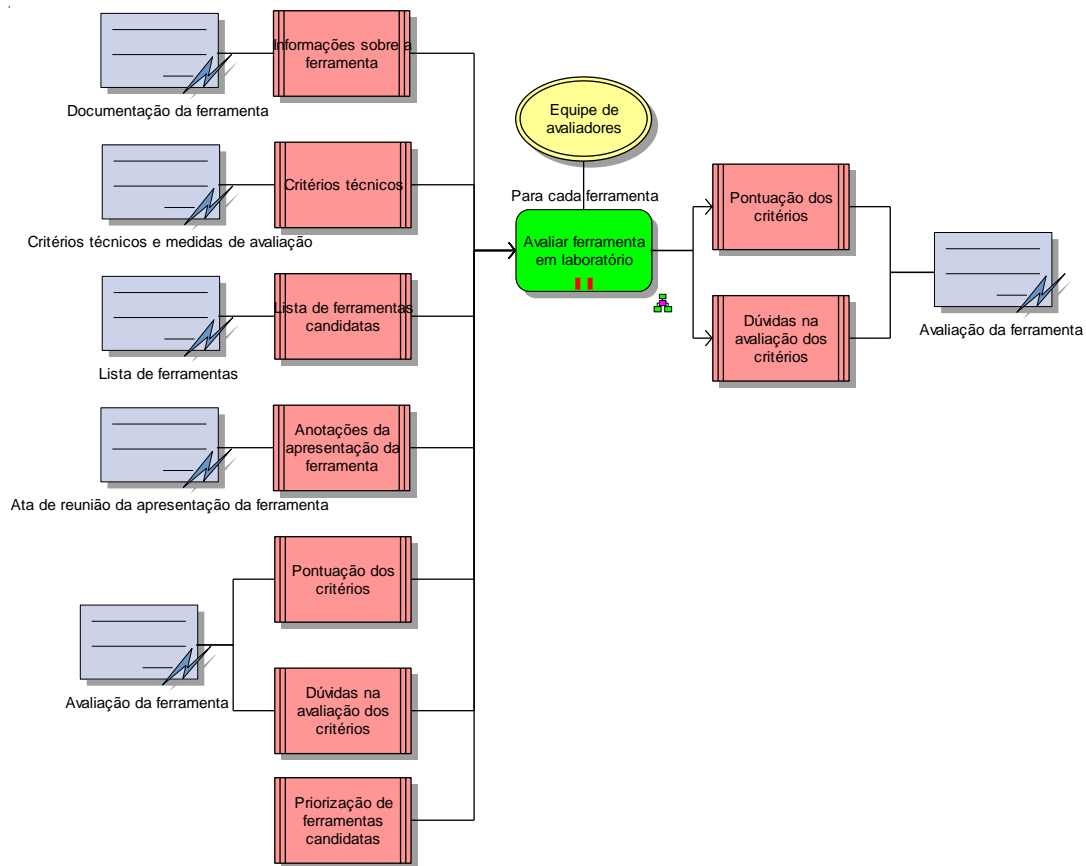 Informações sobre a
ferramenta
Documentação da ferramenta
Critérios técnicos
Critérios técnicos e medidas de avaliação
Lista de ferramentas
candidatas
Lista de ferramentas
Anotações da
apresentação da
ferramenta
Ata de reunião da apresentação da ferramenta
Pontuação dos
critérios
Avaliação da ferramenta
Dúvidas na
avaliação dos
critérios
Priorização de
ferramentas
candidatas
Equipe de
avaliadores
Para cada ferramenta
Avaliar ferramenta
em laboratório
Pontuação dos
critérios
Dúvidas na
avaliação dos
critérios
Avaliação da ferramenta